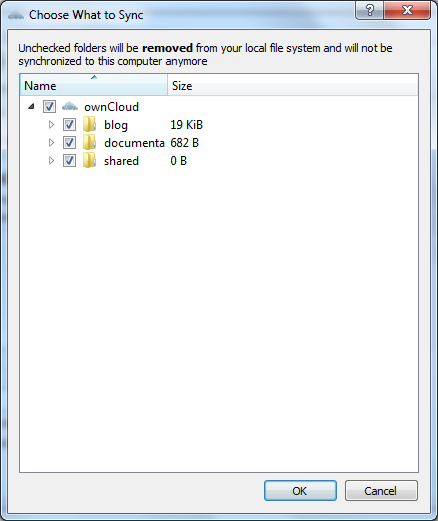 Choose What to Sync
Unchecked folders will be removed from your local file system and will not be
synchronized to this computer anymore
Name Size
ownCloud
blog 19 KiB
documenta 682 B
shared 0 B
OK Cancel